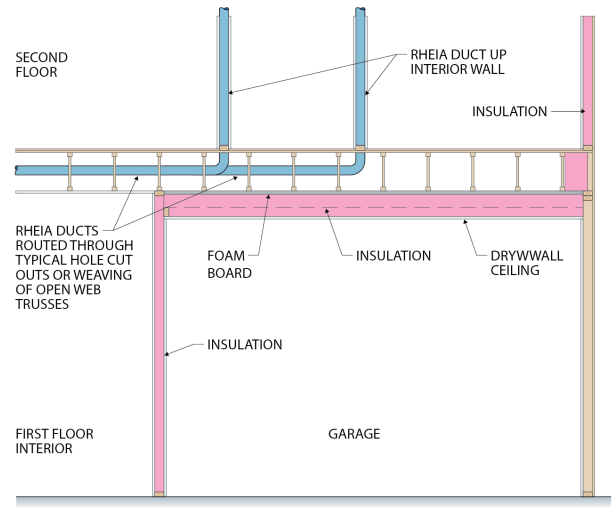 SECOND
FLOOR
RHEIA DUCT UP
INTERIOR WALL
INSULATION
RHEIA DUCTS
ROUTED THROUGH
TYPICAL HOLE CUT
OUTS OR WEAVING
OF OPEN WEB
TRUSSES
FOAM
BOARD
INSULATION
DRYWWALL
CEILING
INSULATION
FIRST FLOOR
INTERIOR
GARAGE